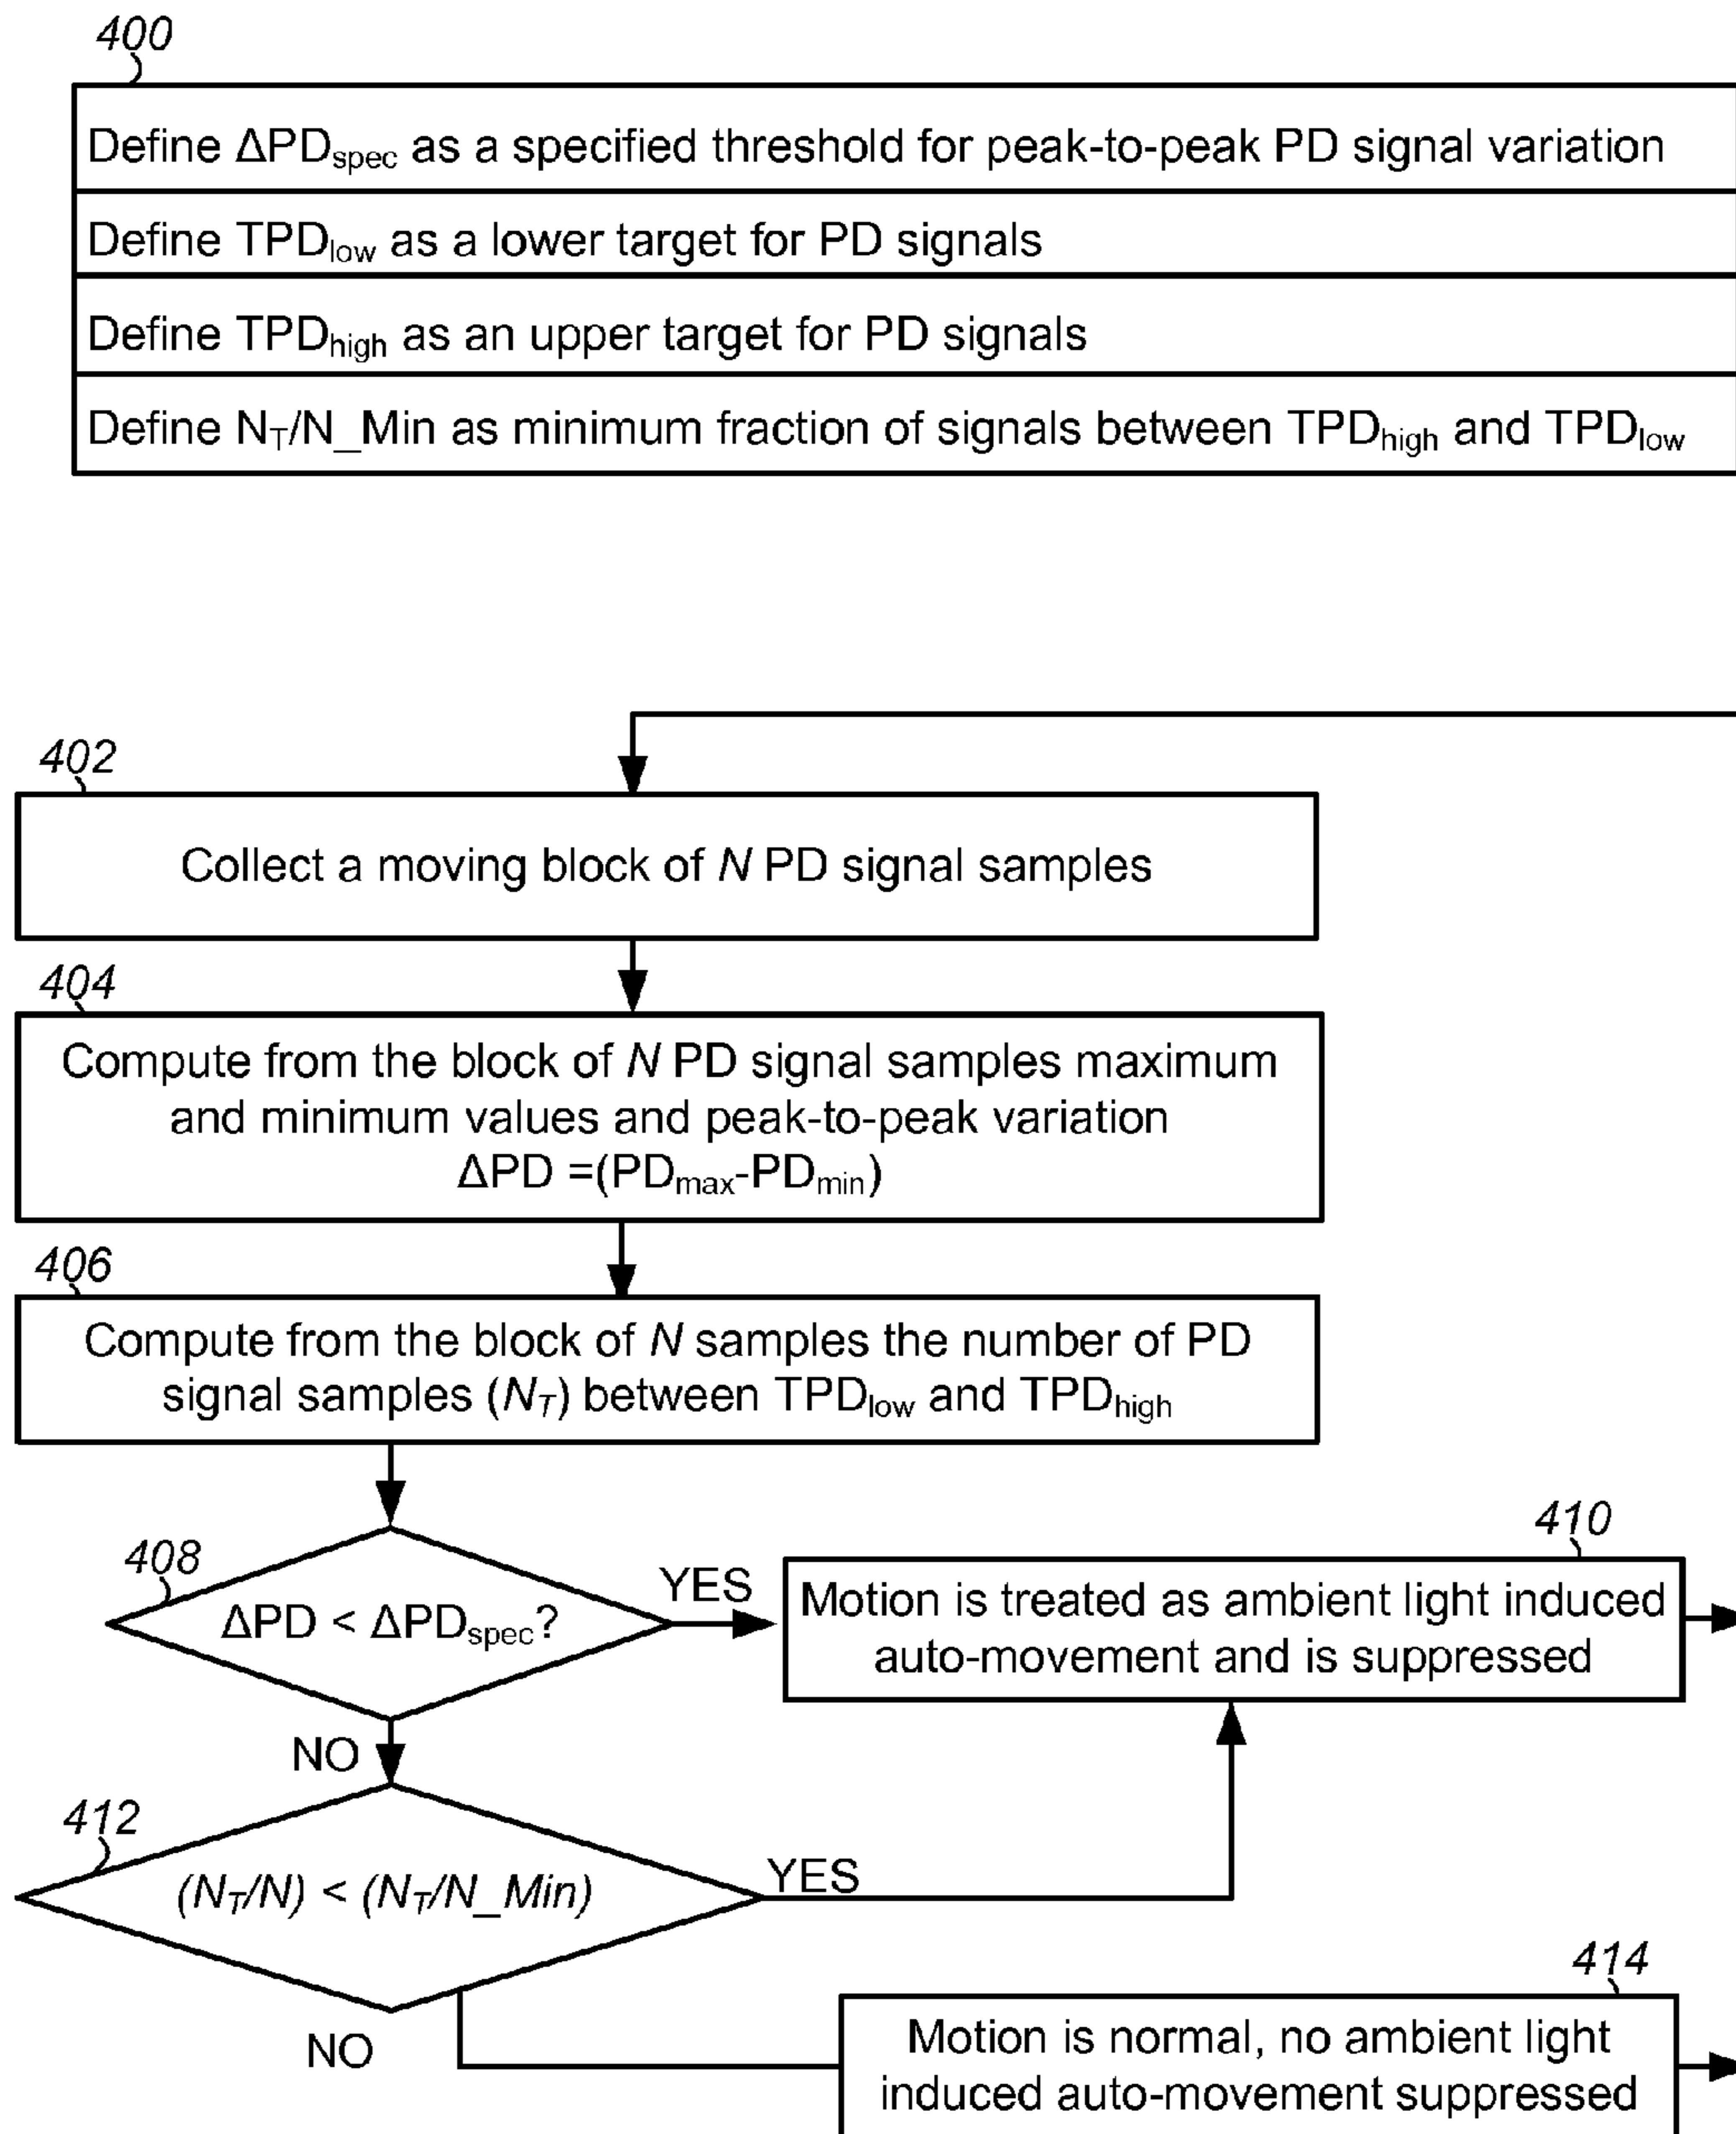 400
Define ΔPDspec as a specified threshold for peak-to-peak PD signal variation
Define TPDlow as a lower target for PD signals
Define TPDhigh as an upper target for PD signals
Define NT/N_Min as minimum fraction of signals between TPDhigh and TPDlow
402
Collect a moving block of N PD signal samples
404
Compute from the block of N PD signal samples maximum
and minimum values and peak-to-peak variation
ΔPD =(PDmax-PDmin)
406
Compute from the block of N samples the number of PD
signal samples (NT) between TPDlow and TPDhigh
408
ΔPD < ΔPDspec?
YES
410
Motion is treated as ambient light induced
auto-movement and is suppressed
NO
412
(NT/N) < (NT/N_Min)
YES
NO
414
Motion is normal, no ambient light
induced auto-movement suppressed